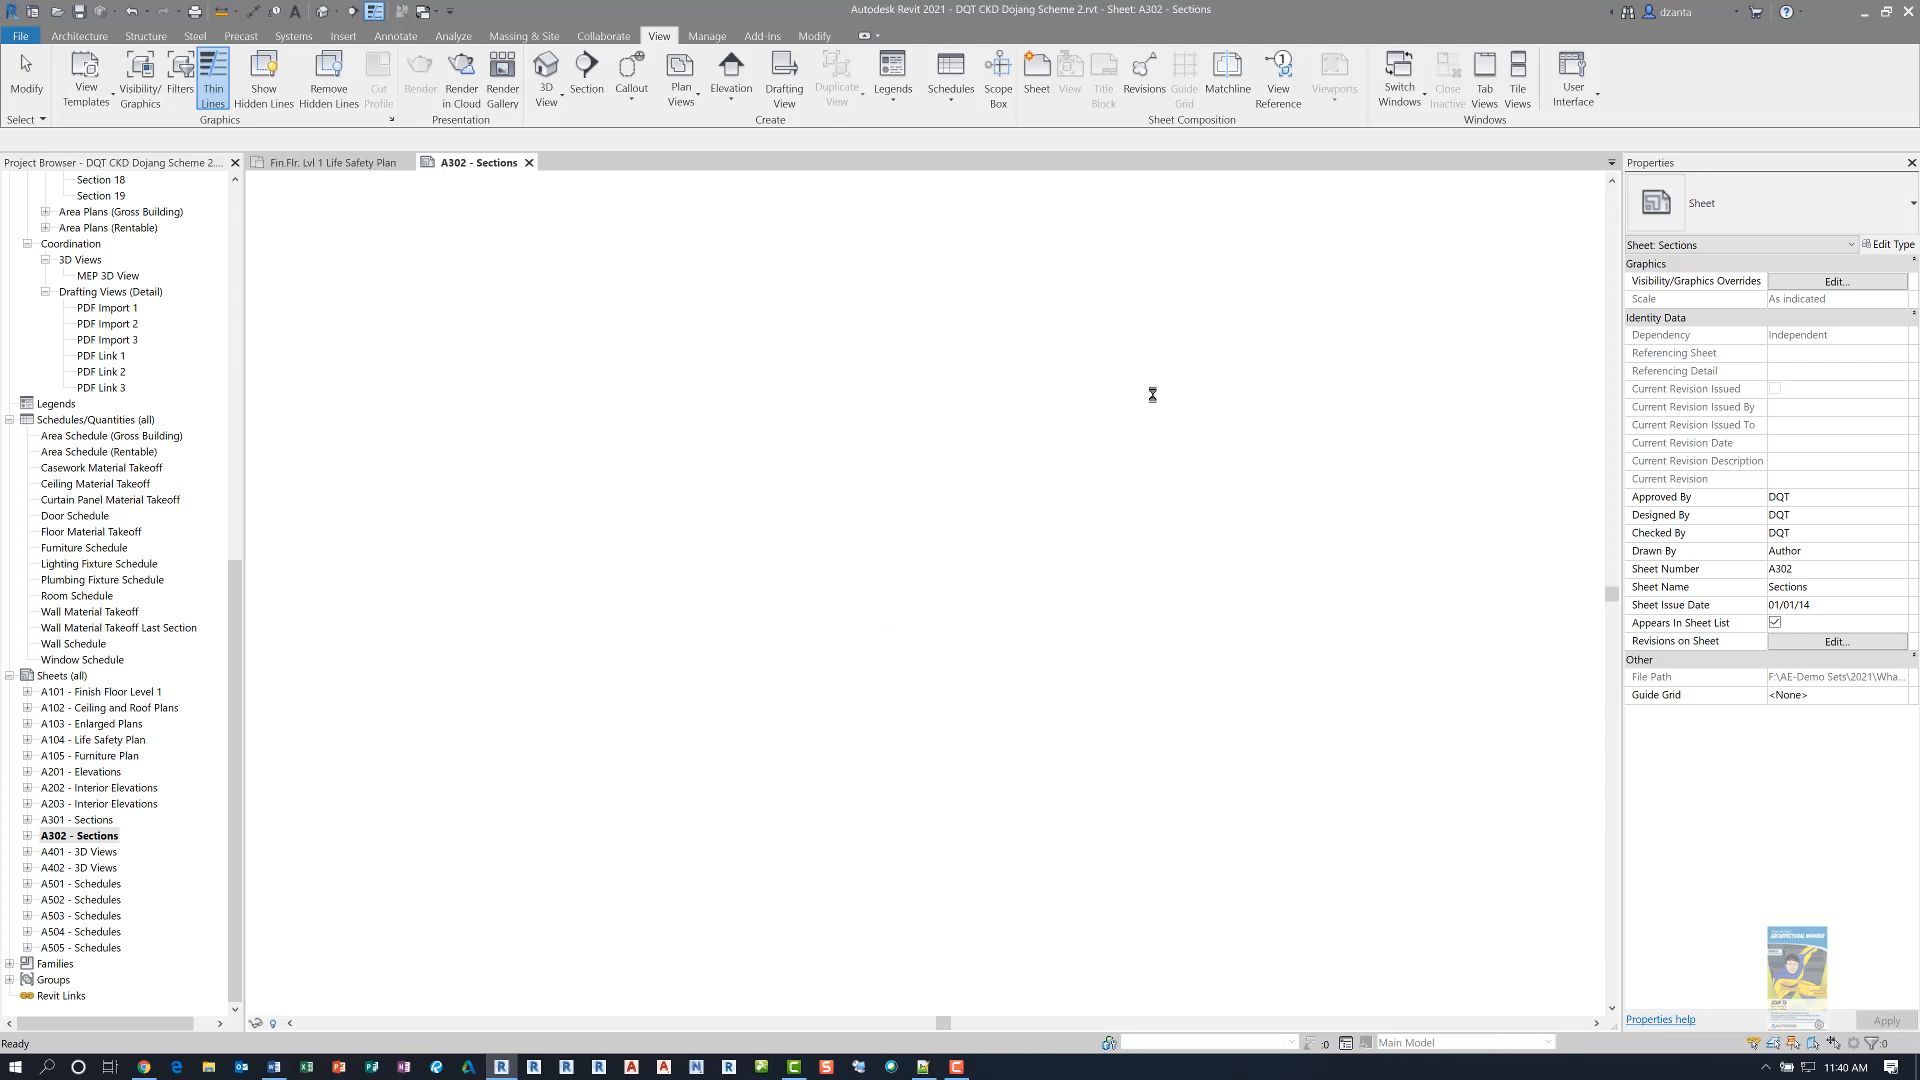 Autodesk Revit 2021 - DQT CKD Dojang Scheme 2.rvt - Sheet: A302 - Sections
dzanta
File Architecture Structure Steel Precast Systems Insert Annotate Analyze Massing & Site Collaborate View Manage Add-Ins Modify
Modify
View Templates
Visibility/ Graphics
Filters
Thin Lines
Show Hidden Lines
Remove Hidden Lines
Cut Profile
Render
Render in Cloud
Render Gallery
3D View
Section
Callout
Plan Views
Elevation
Drafting View
Duplicate View
Legends
Schedules
Scope Box
Sheet
View
Title Block
Revisions
Guide Grid
Matchline
View Reference
Viewports
Switch Windows
Close Inactive
Tab Views
Tile Views
User Interface
Select Graphics Presentation Create Sheet Composition Windows
Project Browser - DQT CKD Dojang Scheme 2....
Fin.Flr. Lvl 1 Life Safety Plan
A302 - Sections
Section 18
Section 19
Area Plans (Gross Building)
Area Plans (Rentable)
Coordination
3D Views
MEP 3D View
Drafting Views (Detail)
PDF Import 1
PDF Import 2
PDF Import 3
PDF Link 1
PDF Link 2
PDF Link 3
Legends
Schedules/Quantities (all)
Area Schedule (Gross Building)
Area Schedule (Rentable)
Casework Material Takeoff
Ceiling Material Takeoff
Curtain Panel Material Takeoff
Door Schedule
Floor Material Takeoff
Furniture Schedule
Lighting Fixture Schedule
Plumbing Fixture Schedule
Room Schedule
Wall Material Takeoff
Wall Material Takeoff Last Section
Wall Schedule
Window Schedule
Sheets (all)
A101 - Finish Floor Level 1
A102 - Ceiling and Roof Plans
A103 - Enlarged Plans
A104 - Life Safety Plan
A105 - Furniture Plan
A201 - Elevations
A202 - Interior Elevations
A203 - Interior Elevations
A301 - Sections
A302 - Sections
A401 - 3D Views
A402 - 3D Views
A501 - Schedules
A502 - Schedules
A503 - Schedules
A504 - Schedules
A505 - Schedules
Families
Groups
Revit Links
Properties
Sheet
Sheet: Sections
Edit Type
Graphics
Visibility/Graphics Overrides Edit...
Scale As indicated
Identity Data
Dependency Independent
Referencing Sheet
Referencing Detail
Current Revision Issued
Current Revision Issued By
Current Revision Issued To
Current Revision Date
Current Revision Description
Current Revision
Approved By DQT
Designed By DQT
Checked By DQT
Drawn By Author
Sheet Number A302
Sheet Name Sections
Sheet Issue Date 01/01/14
Appears In Sheet List
Revisions on Sheet Edit...
Other
File Path F:\AE-Demo Sets\2021\Wha...
Guide Grid <None>
ARCHITECTURAL WONDER
AUTODESK
Properties help
Apply
Ready
:0
Main Model
:0
11:40 AM